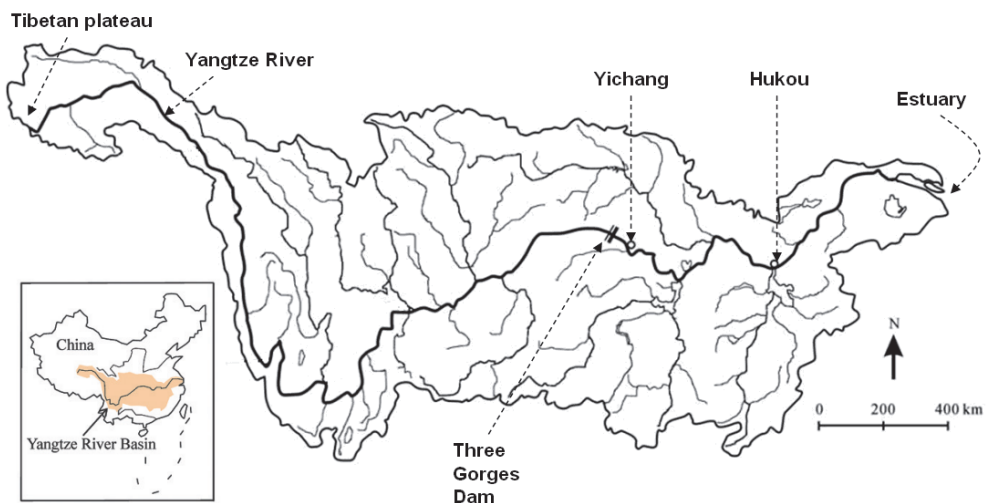 Tibetan plateau
Yangtze River
Yichang
Hukou
Estuary
China
Yangtze River Basin
Three
Gorges
Dam
N
0 200 400 km